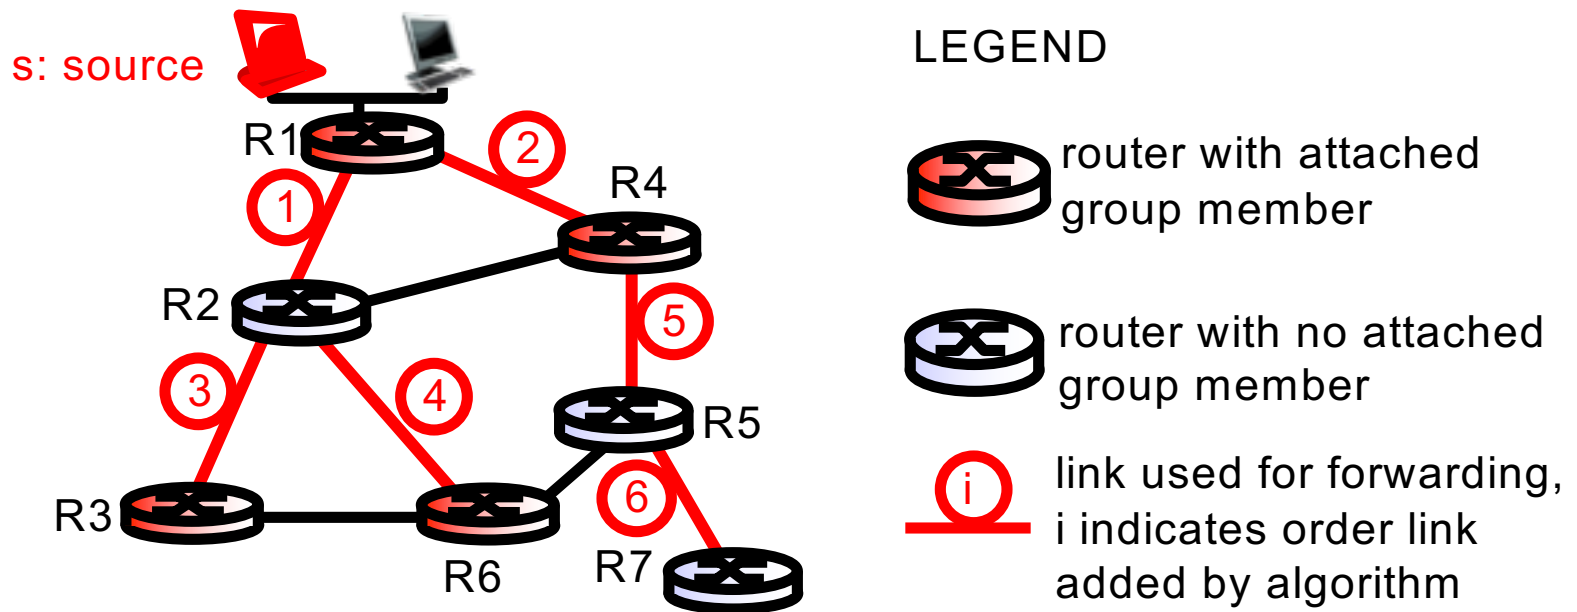 s: source
LEGEND
R1
2
router with attached
group member
R4
1
R2
5
router with no attached
group member
3
4
R5
6
i
link used for forwarding,
i indicates order link
added by algorithm
R3
R6
R7